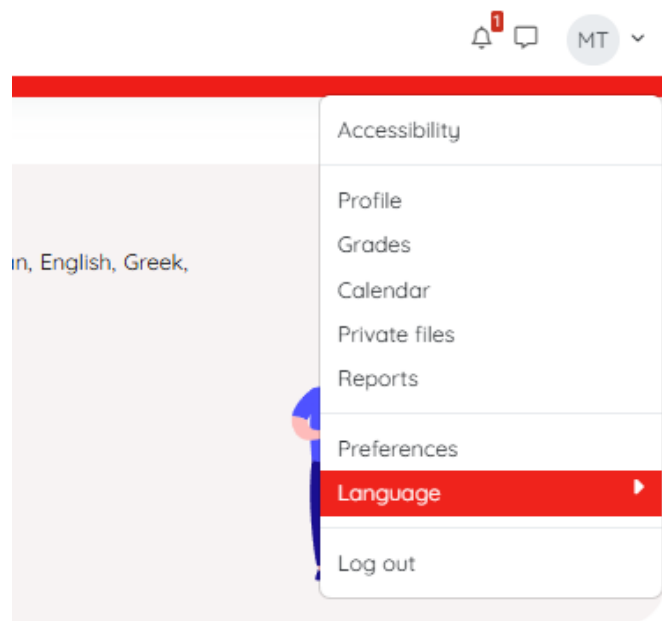 1
MT
Accessibility
Profile
Grades
English, Greek,
Calendar
Private files
Reports
Preferences
Language
Log out